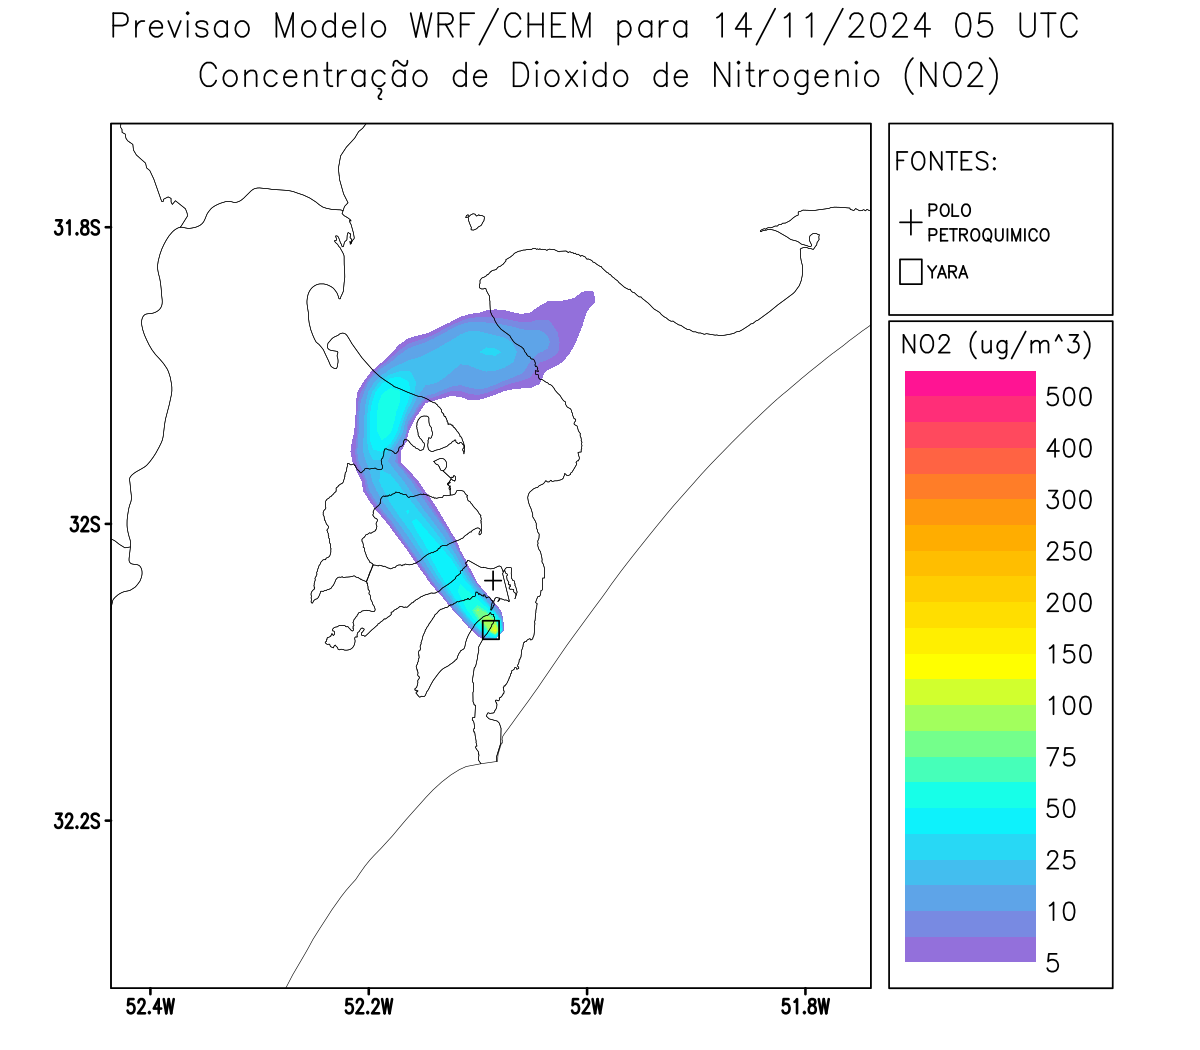 Previsao Modelo WRF/CHEM para 14/11/2024 05 UTC
Concentração de Dioxido de Nitrogenio (NO2)
FONTES:
POLO
PETROQUIMICO
YARA
NO2 (ug/m^3)
500
400
300
250
200
150
100
75
50
25
10
5
31.8S
32S
32.2S
52.4W
52.2W
52W
51.8W